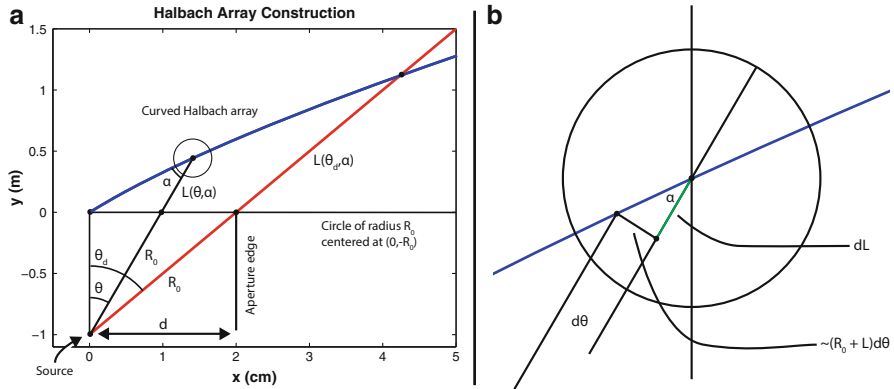 a
Halbach Array Construction
1.5
1
0.5
0
−0.5
−1
y (m)
Curved Halbach array
α
L(θ,α)
L(θd,α)
Circle of radius R0
centered at (0,-R0)
θd
θ
R0
R0
Aperture edge
d
Source
0
1
2
3
4
5
x (cm)
b
α
dL
dθ
~(R0 + L)dθ